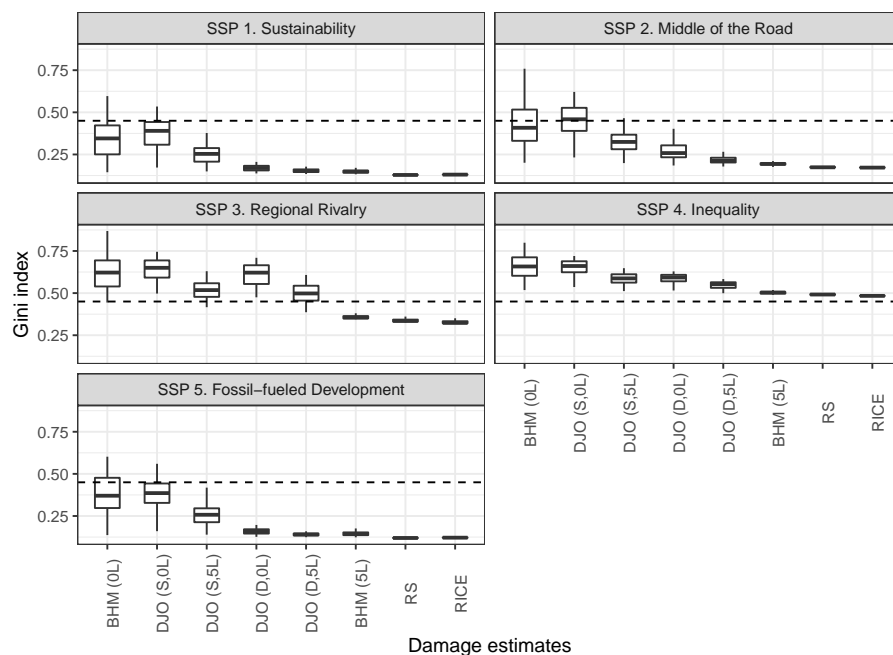 SSP 1. Sustainability
SSP 2. Middle of the Road
0.75
0.50
0.25
SSP 3. Regional Rivalry
SSP 4. Inequality
0.75
0.50
0.25
SSP 5. Fossil−fueled Development
0.75
0.50
0.25
Gini index
BHM (0L)
DJO (S,0L)
DJO (S,5L)
DJO (D,0L)
DJO (D,5L)
BHM (5L)
RS
RICE
BHM (0L)
DJO (S,0L)
DJO (S,5L)
DJO (D,0L)
DJO (D,5L)
BHM (5L)
RS
RICE
Damage estimates